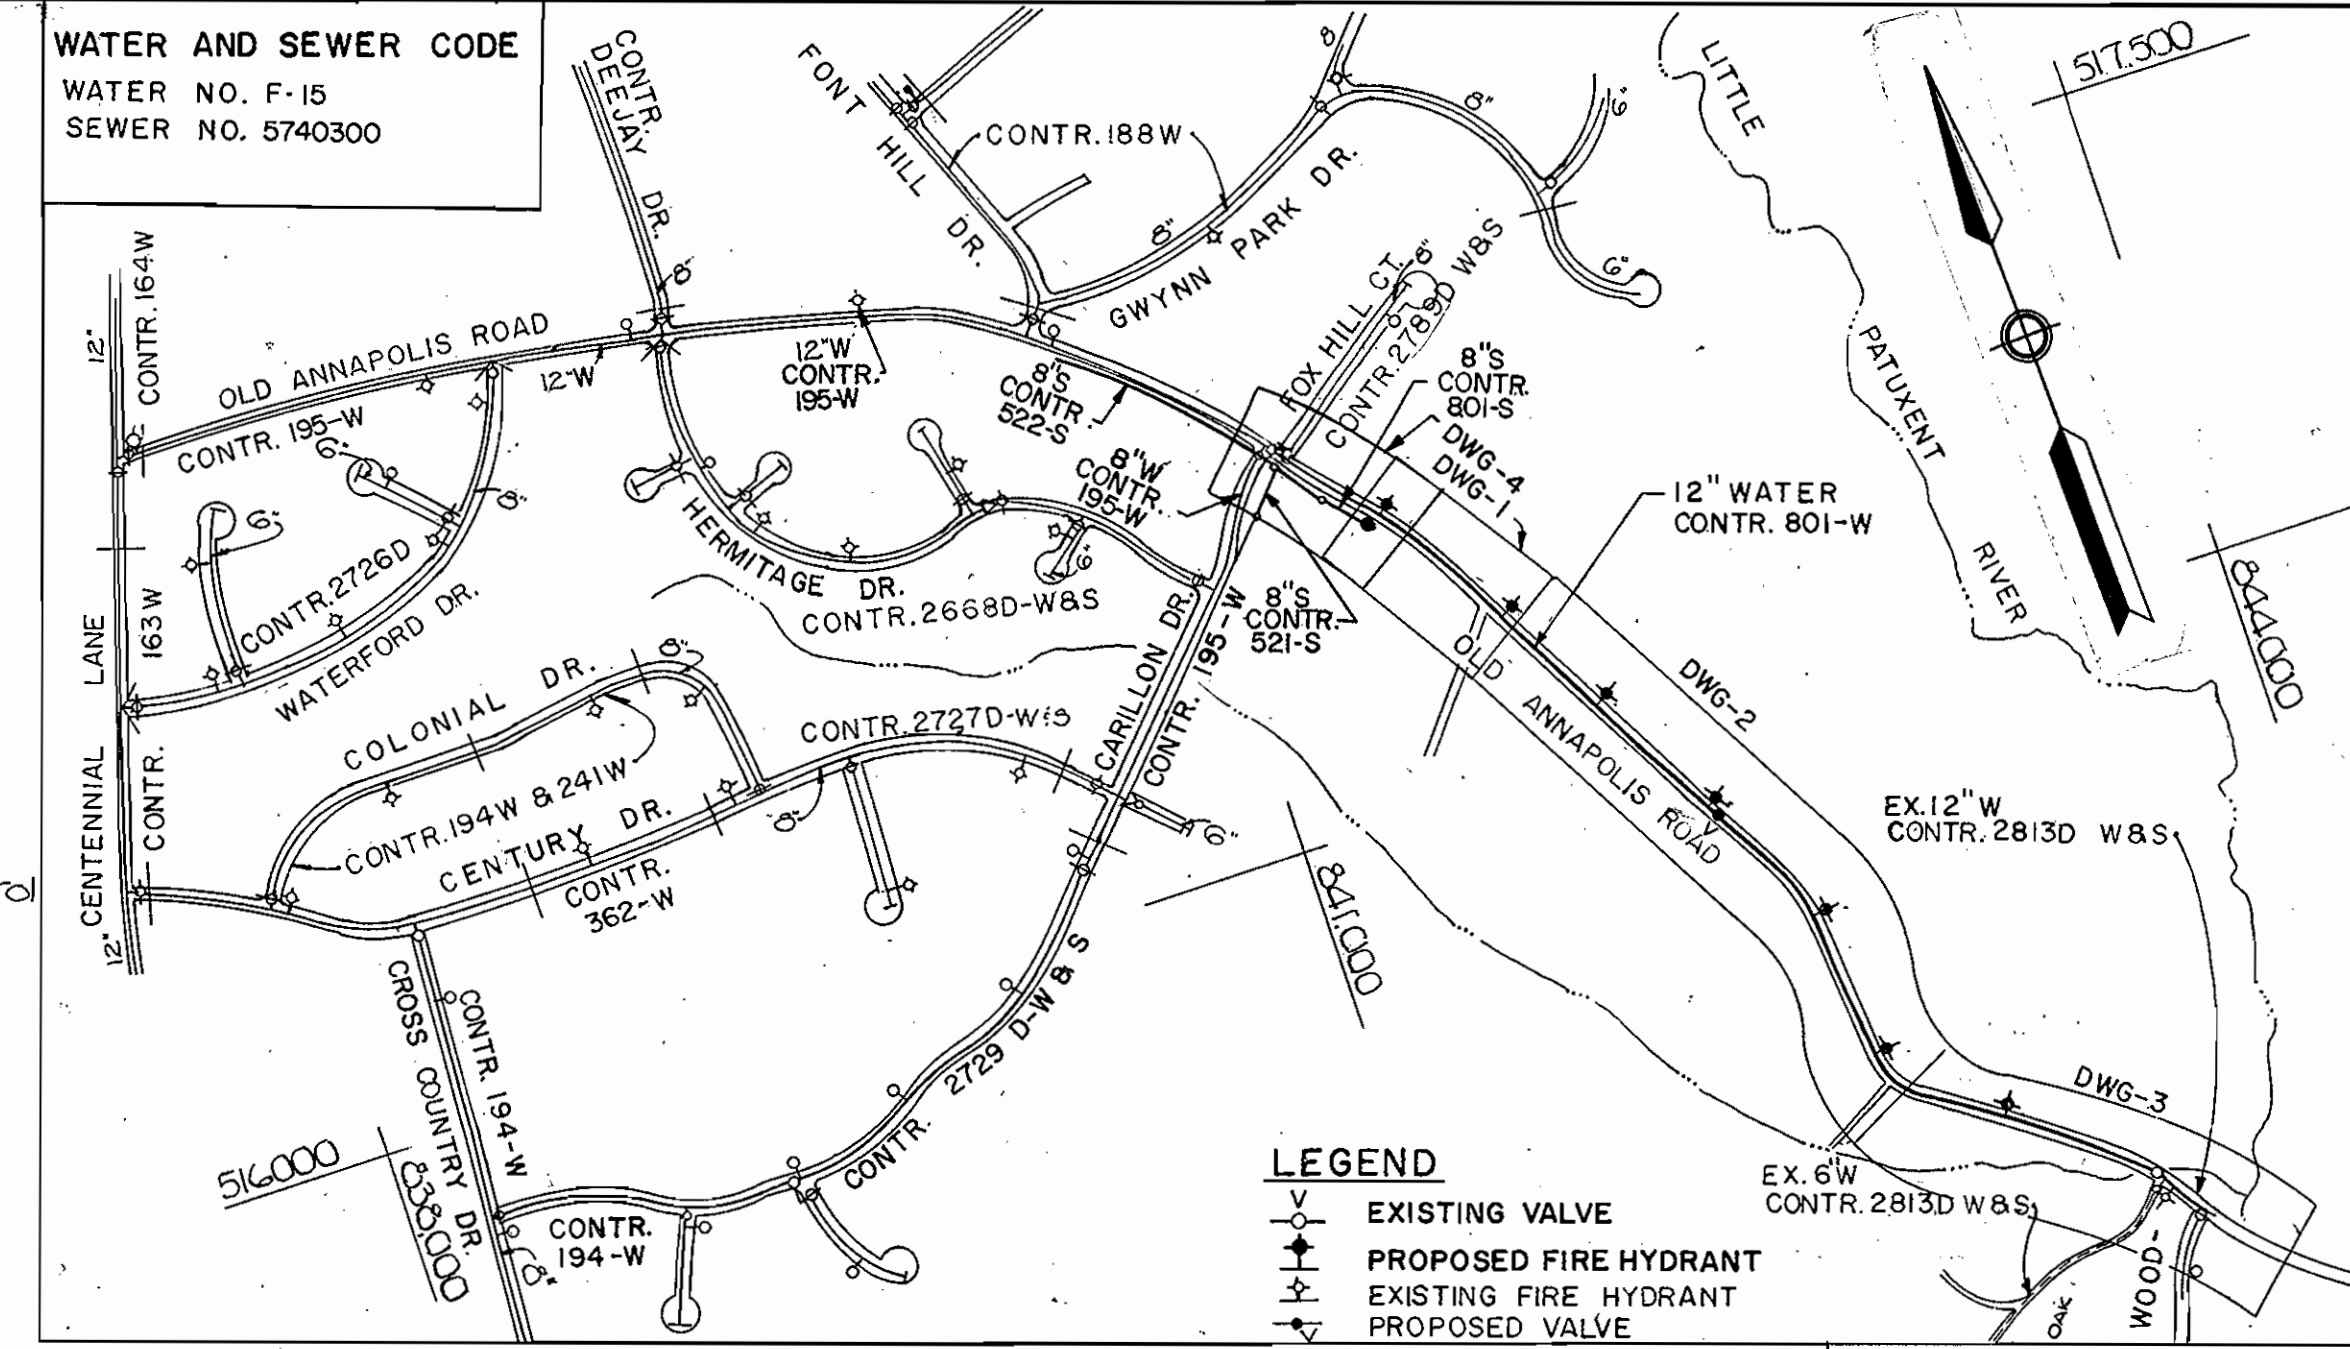 WATER AND SEWER CODE
WATER NO. F-15
SEWER NO. 5740300
CONTR.
DEEJAY DR.
FONT HILL DR.
CONTR. 188W
GWYNN PARK DR.
8
8"
6"
8"
6"
LITTLE
PATUXENT
RIVER
517,500
844,000
CONTR. 164W
12"
OLD ANNAPOLIS ROAD
CONTR. 195-W
12"W
8"
12"W
CONTR.
195-W
8"S
CONTR
522-S
FOX HILL CT.
8"
CONTR. 2789D W&S
8"S
CONTR.
801-S
DWG-4
DWG-1
8"W
CONTR.
195-W
12" WATER
CONTR. 801-W
6"
6"
8"
CONTR. 2726D
WATERFORD DR.
HERMITAGE DR.
CONTR. 2668D-W&S
6"
8"S
CONTR.
521-S
CARILLON DR.
CONTR. 195-W
OLD ANNAPOLIS ROAD
V
DWG-2
CENTENNIAL LANE
CONTR. 163W
12"
COLONIAL DR.
8"
CONTR. 194W & 241W
CENTURY DR.
CONTR.
362-W
CONTR. 2727D-W&S
8"
6"
841,000
EX. 12" W
CONTR. 2813D W&S
0'
CROSS COUNTRY DR.
CONTR. 194-W
CONTR. 2729 D-W & S
516,000
838,000
8"
CONTR.
194-W
DWG-3
EX. 6"W
CONTR. 2813D W&S
OAK
WOOD-
LEGEND
V
EXISTING VALVE
PROPOSED FIRE HYDRANT
EXISTING FIRE HYDRANT
V
PROPOSED VALVE